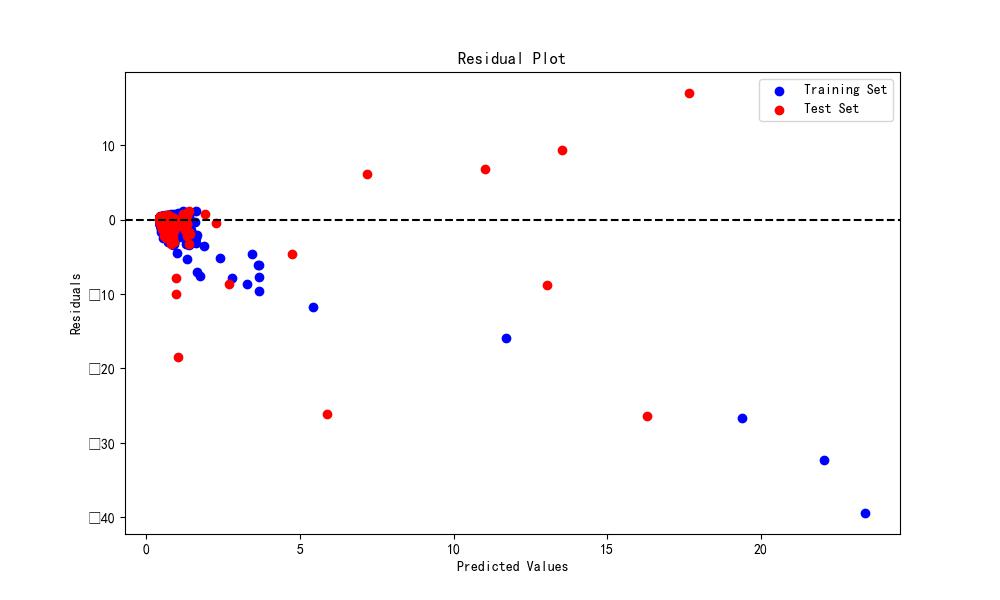 Residual Plot
Training Set
Test Set
10
0
□10
□20
□30
□40
Residuals
0
5
10
15
20
Predicted Values